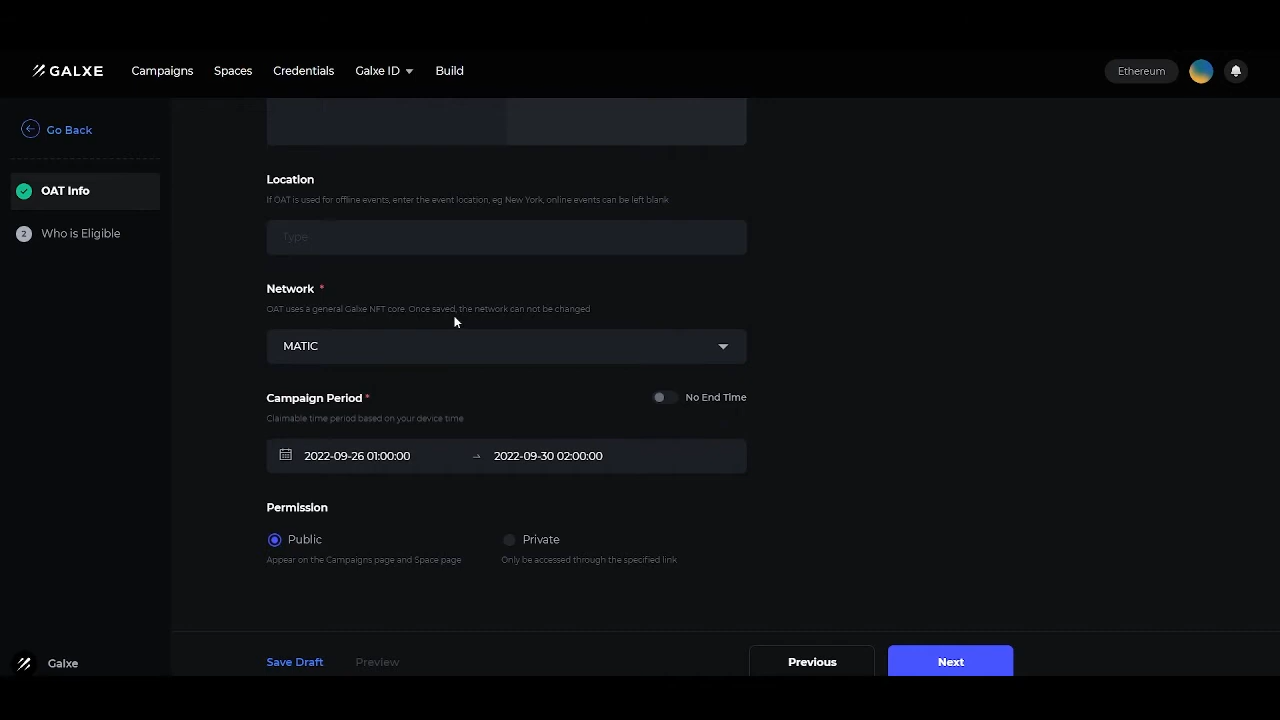 GALXE Campaigns Spaces Credentials Galxe ID Build Ethereum
Go Back
OAT Info
2 Who is Eligible
Location
If OAT is used for offline events, enter the event location, eg New York, online events can be left blank
Type
Network *
OAT uses a general Galxe NFT core. Once saved, the network can not be changed
MATIC
Campaign Period * No End Time
Claimable time period based on your device time
2022-09-26 01:00:00 → 2022-09-30 02:00:00
Permission
Public Private
Appear on the Campaigns page and Space page Only be accessed through the specified link
Galxe Save Draft Preview Previous Next